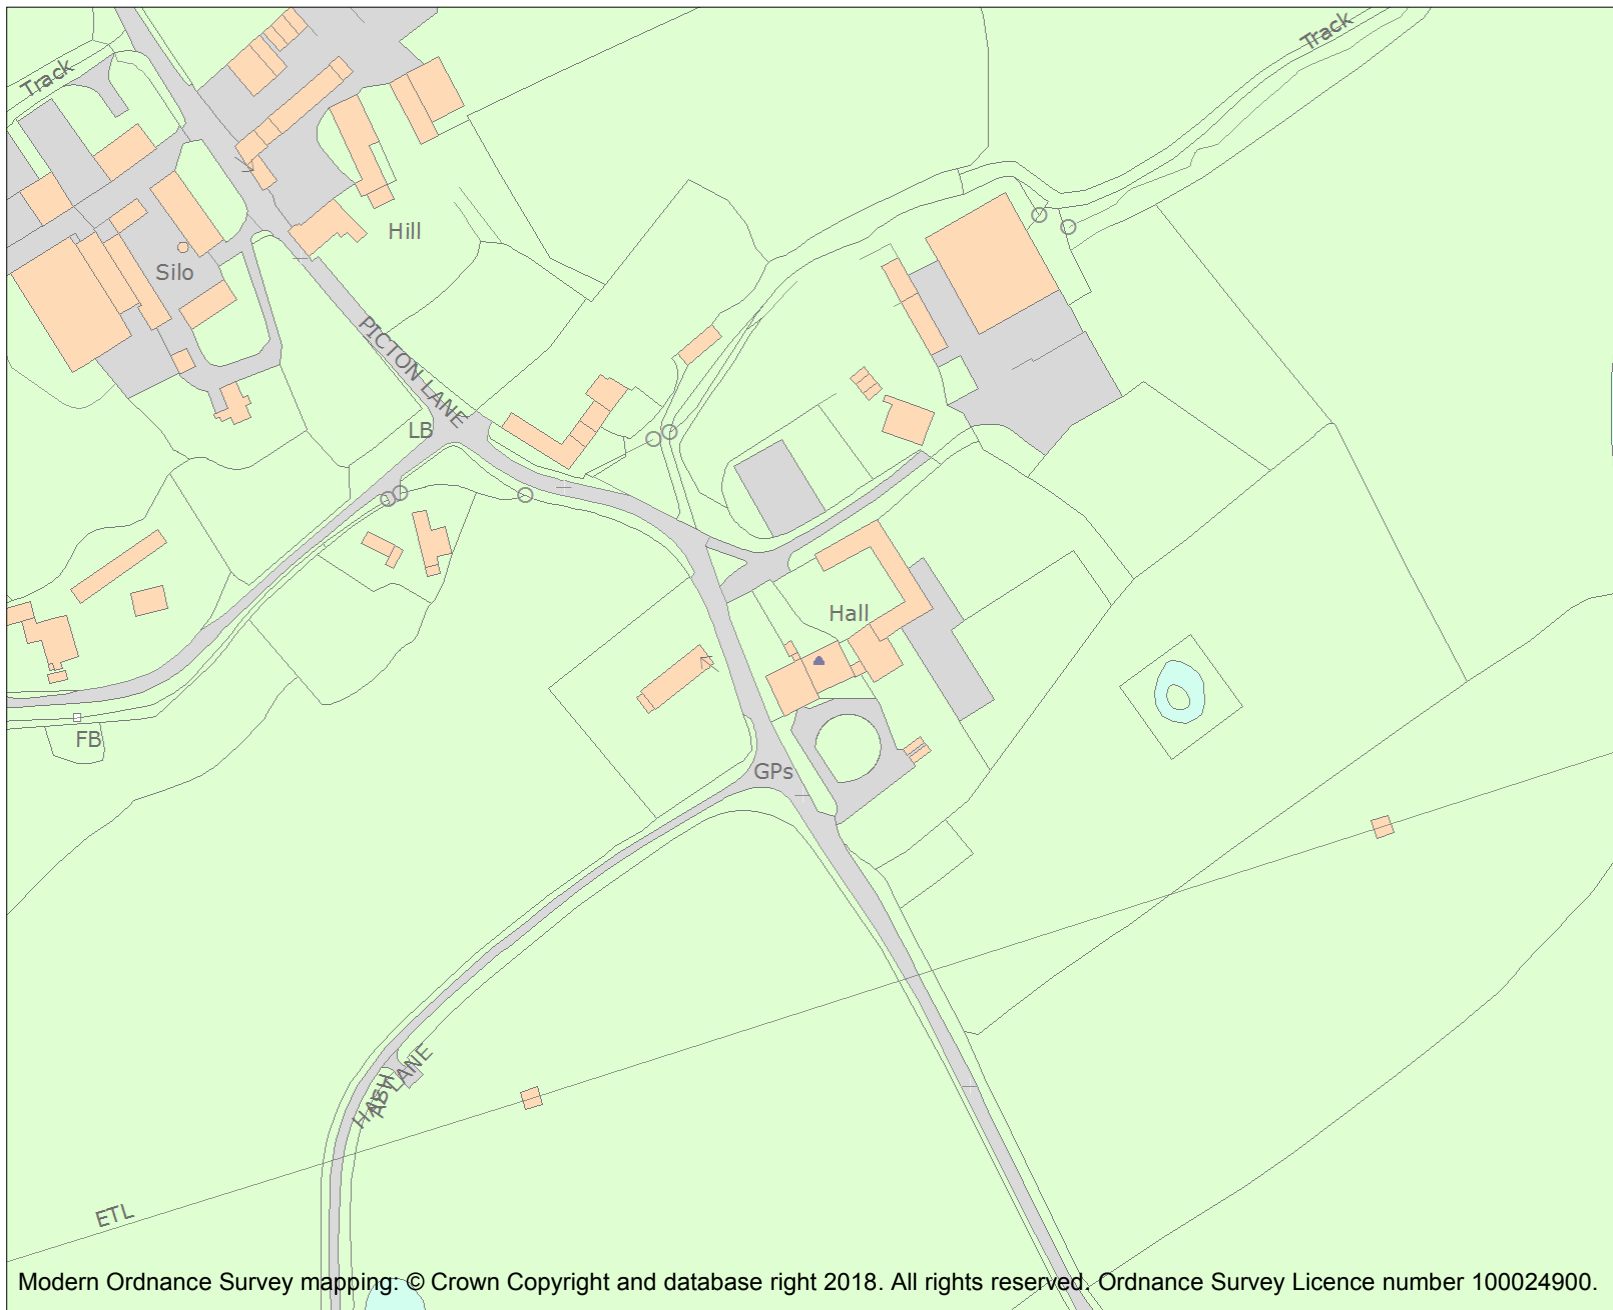 Track
Track
Hill
Silo
PICTON LANE
LB
Hall
FB
GPs
HAY LANE
ETL
Modern Ordnance Survey mapping: © Crown Copyright and database right 2018. All rights reserved. Ordnance Survey Licence number 100024900.